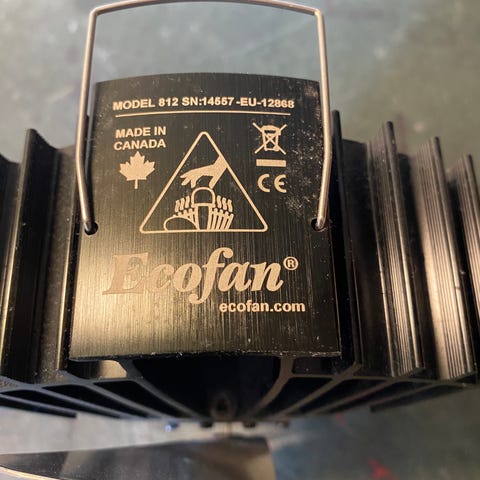 MODEL 812 SN:14557-EU-12868
MADE IN
CANADA
CE
Ecofan®
ecofan.com